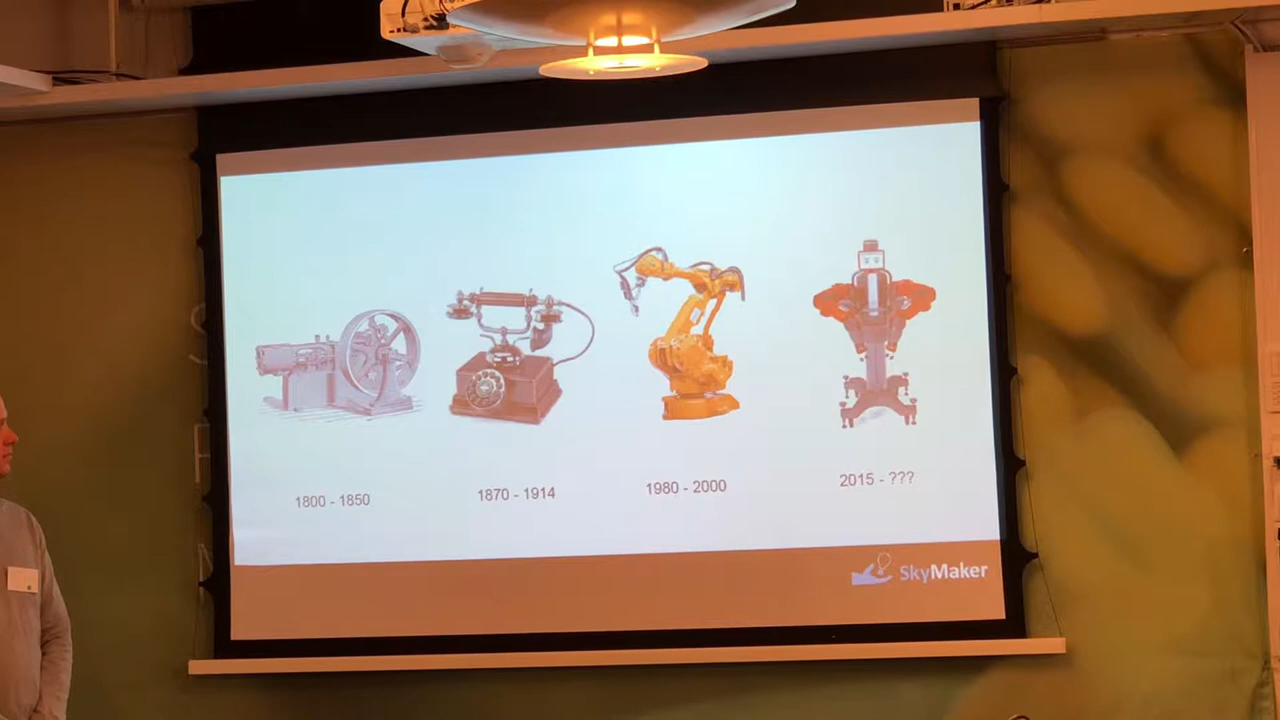 1800 - 1850
1870 - 1914
1980 - 2000
2015 - ???
SkyMaker